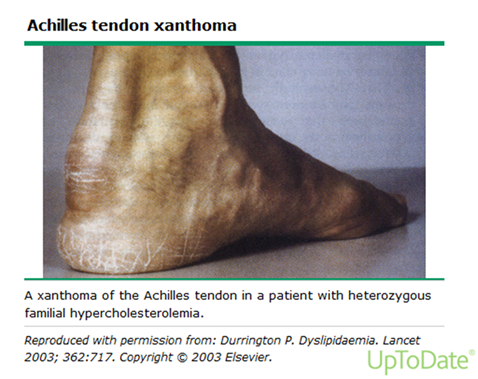 Achilles tendon xanthoma
A xanthoma of the Achilles tendon in a patient with heterozygous
familial hypercholesterolemia.
Reproduced with permission from: Durrington P. Dyslipidaemia. Lancet
2003; 362:717. Copyright © 2003 Elsevier.
UpToDate®